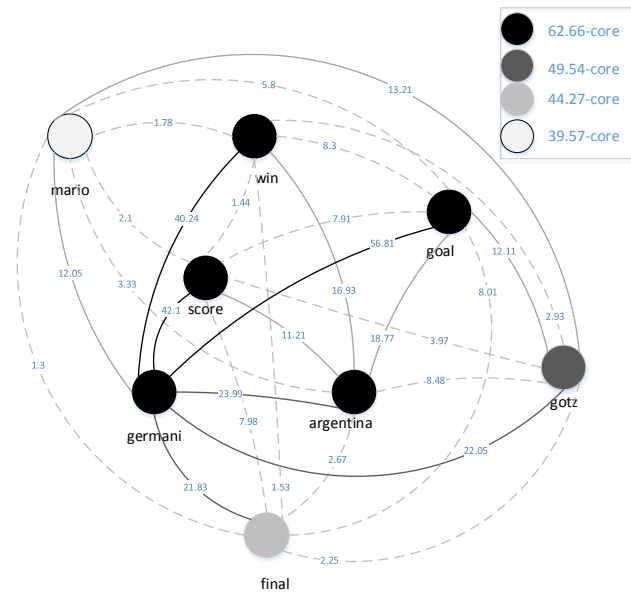 62.66-core
49.54-core
44.27-core
39.57-core
5.8
13.21
1.78
8.3
mario
win
2.1
1.44
40.24
7.91
56.81
goal
12.11
12.05
3.33
score
42.1
16.93
8.01
2.93
11.21
18.77
3.97
1.3
23.99
8.48
gotz
germani
argentina
7.98
22.05
2.67
21.83
1.53
2.25
final